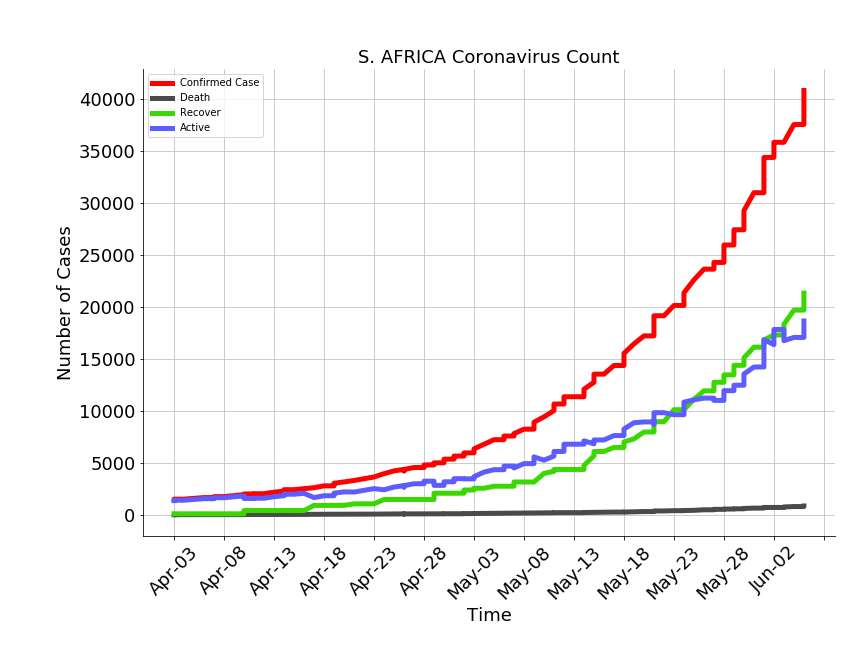 S. AFRICA Coronavirus Count
Confirmed Case
Death
Recover
Active
40000
35000
30000
25000
20000
15000
10000
5000
0
Number of Cases
Apr-03
Apr-08
Apr-13
Apr-18
Apr-23
Apr-28
May-03
May-08
May-13
May-18
May-23
May-28
Jun-02
Time